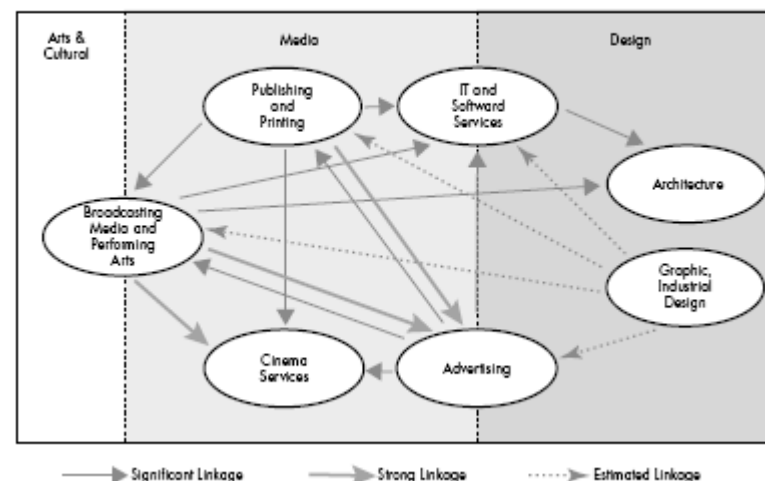 Arts &
Cultural
Media
Design
Publishing
and
Printing
IT and
Softward
Services
Architecture
Broadcasting
Media and
Performing
Arts
Graphic,
Industrial
Design
Cinema
Services
Advertising
Significant Linkage
Strong Linkage
Estimated Linkage